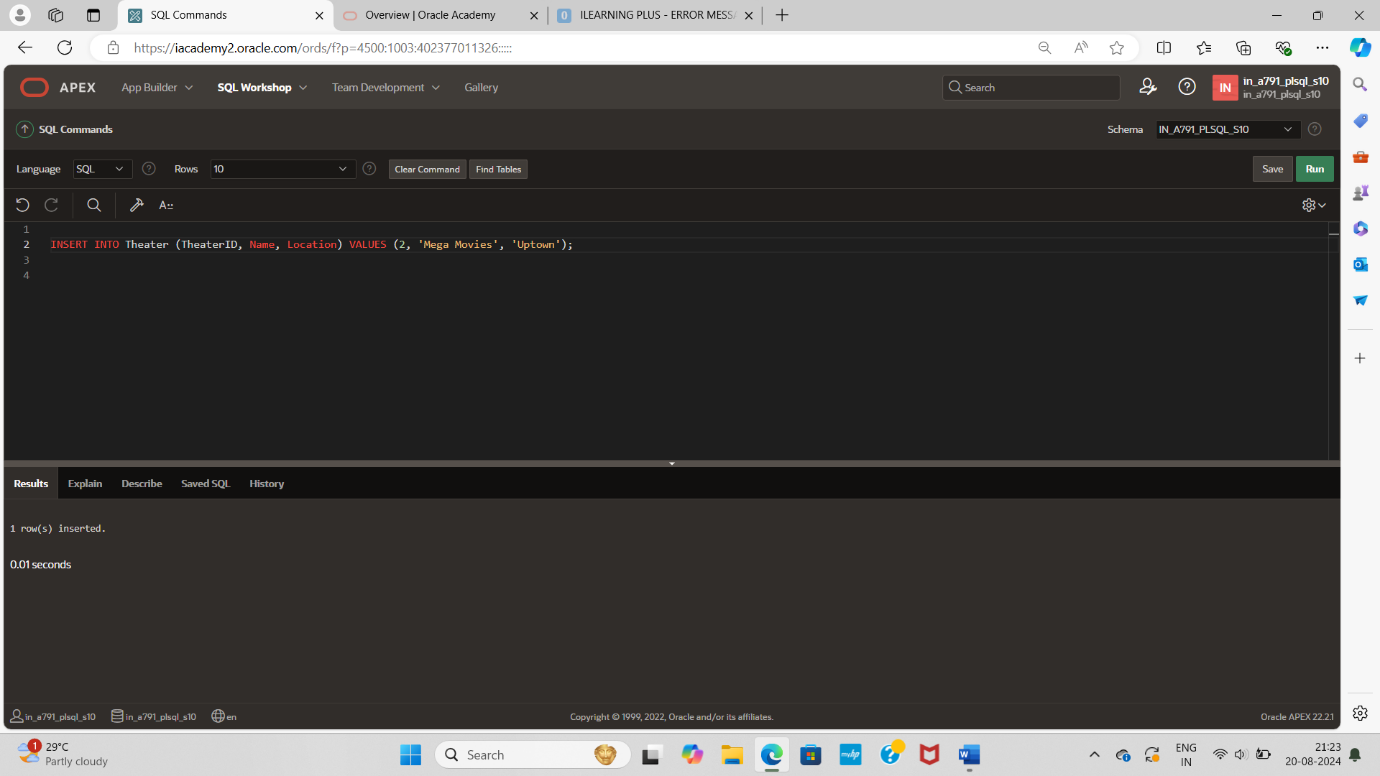 SQL Commands
Overview | Oracle Academy
ILEARNING PLUS - ERROR MESSA
https://iacademy2.oracle.com/ords/f?p=4500:1003:402377011326:::::
APEX App Builder SQL Workshop Team Development Gallery Search IN in_a791_plsql_s10
in_a791_plsql_s10
SQL Commands Schema IN_A791_PLSQL_S10
Language SQL Rows 10 Clear Command Find Tables Save Run
A::
1
2 INSERT INTO Theater (TheaterID, Name, Location) VALUES (2, 'Mega Movies', 'Uptown');
3
4
Results Explain Describe Saved SQL History
1 row(s) inserted.
0.01 seconds
in_a791_plsql_s10 in_a791_plsql_s10 en Copyright © 1999, 2022, Oracle and/or its affiliates. Oracle APEX 22.2.1
1 29°C
Partly cloudy
Search
myhp
W
ENG
IN
21:23
20-08-2024